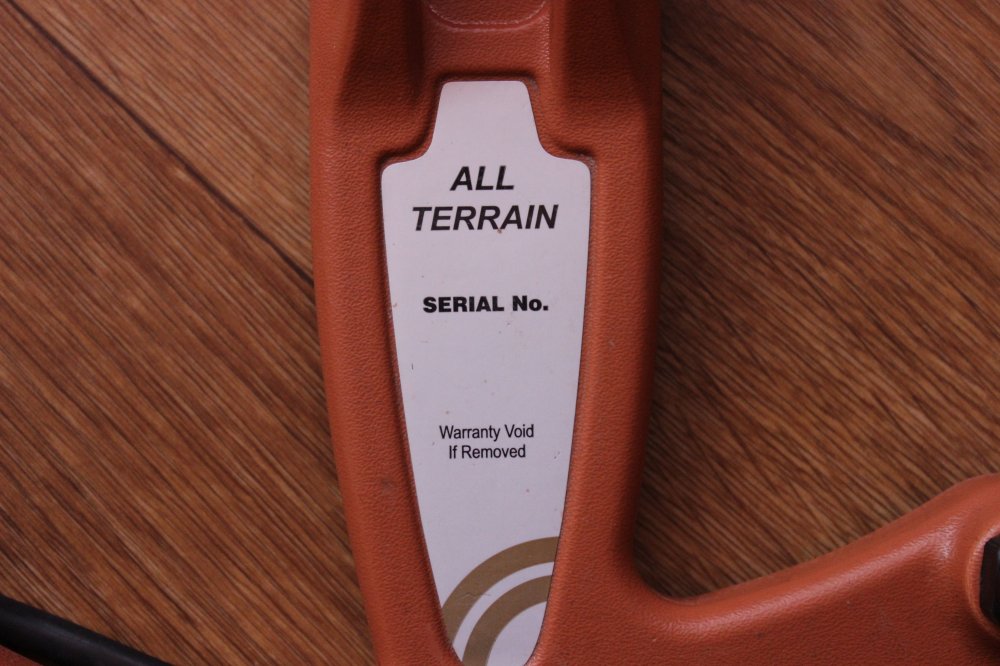 ALL
TERRAIN
SERIAL No.
Warranty Void
If Removed